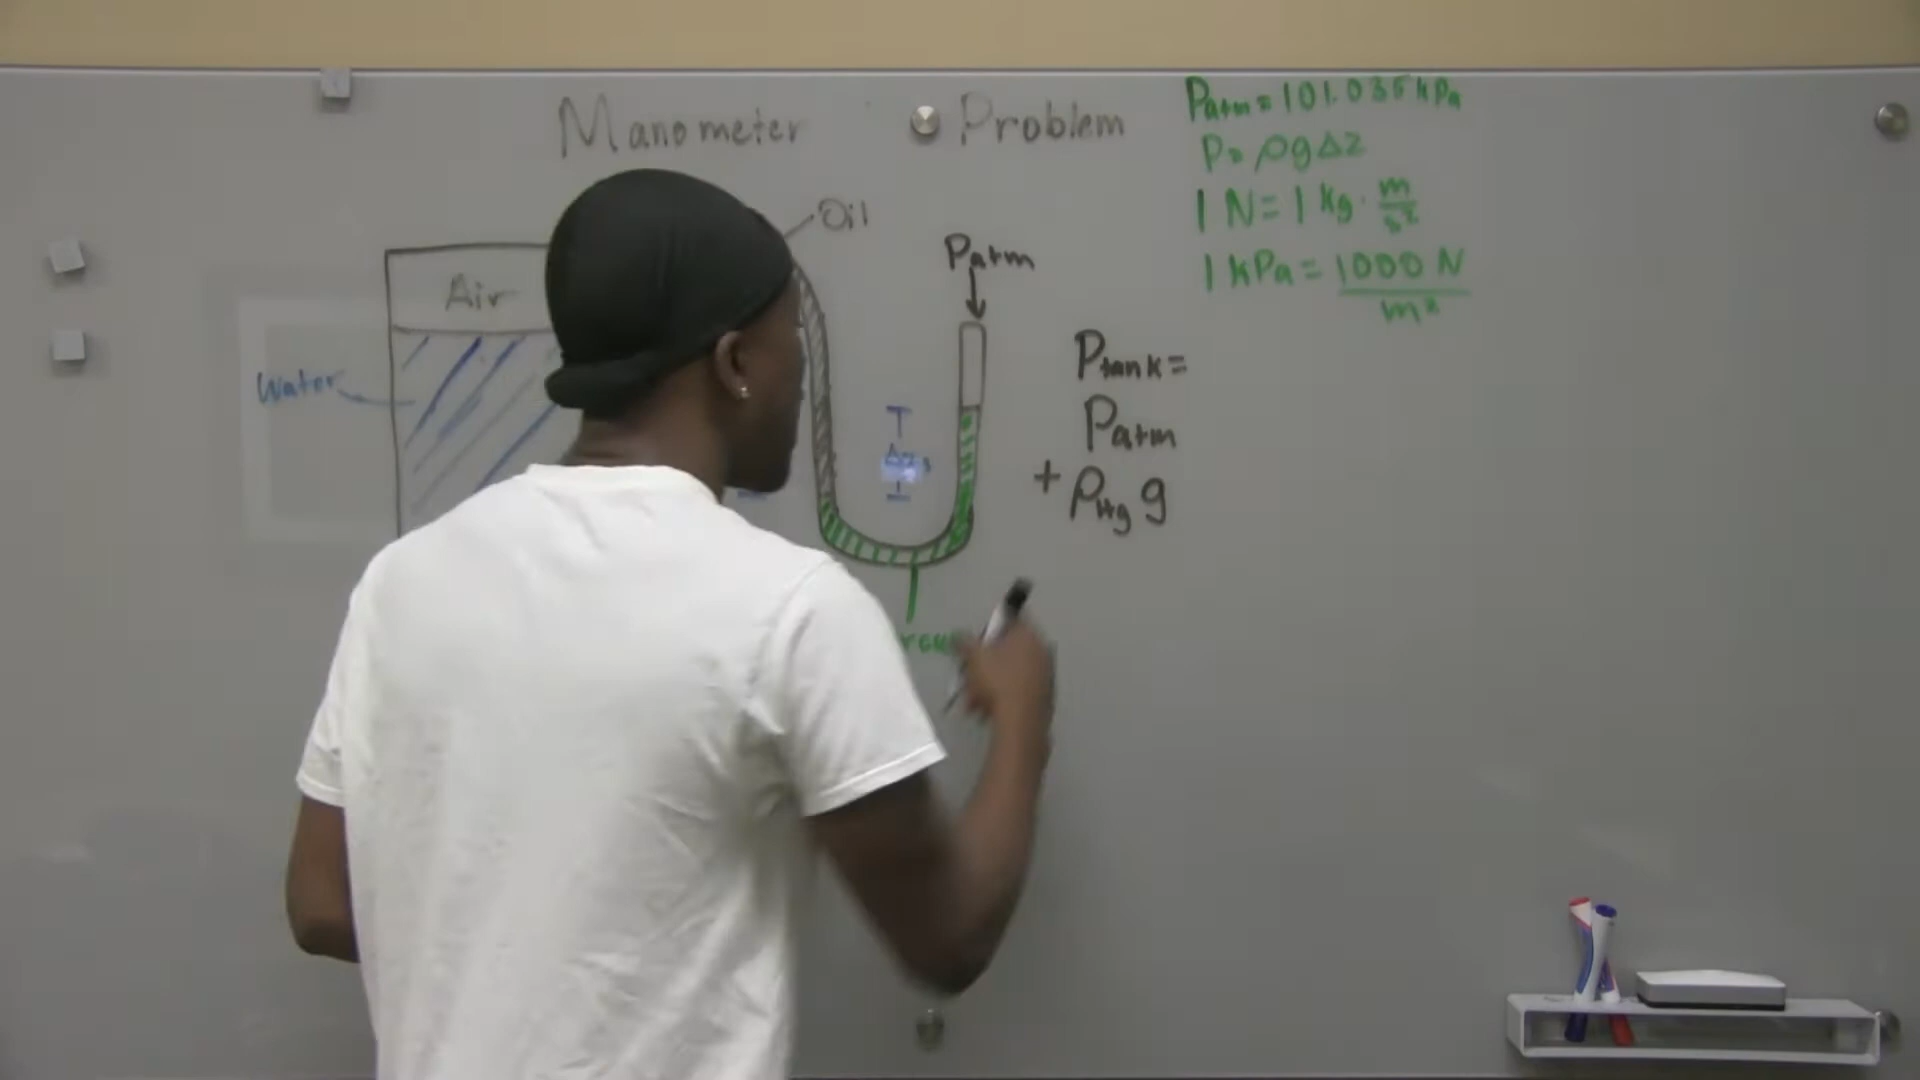 Manometer Problem
Patm = 101.035 kPa
P = ρgΔz
1 N = 1 kg · m/s²
1 kPa = 1000 N / m²
Oil
Patm
Air
Water
Ptank =
Patm
+ ρHg g